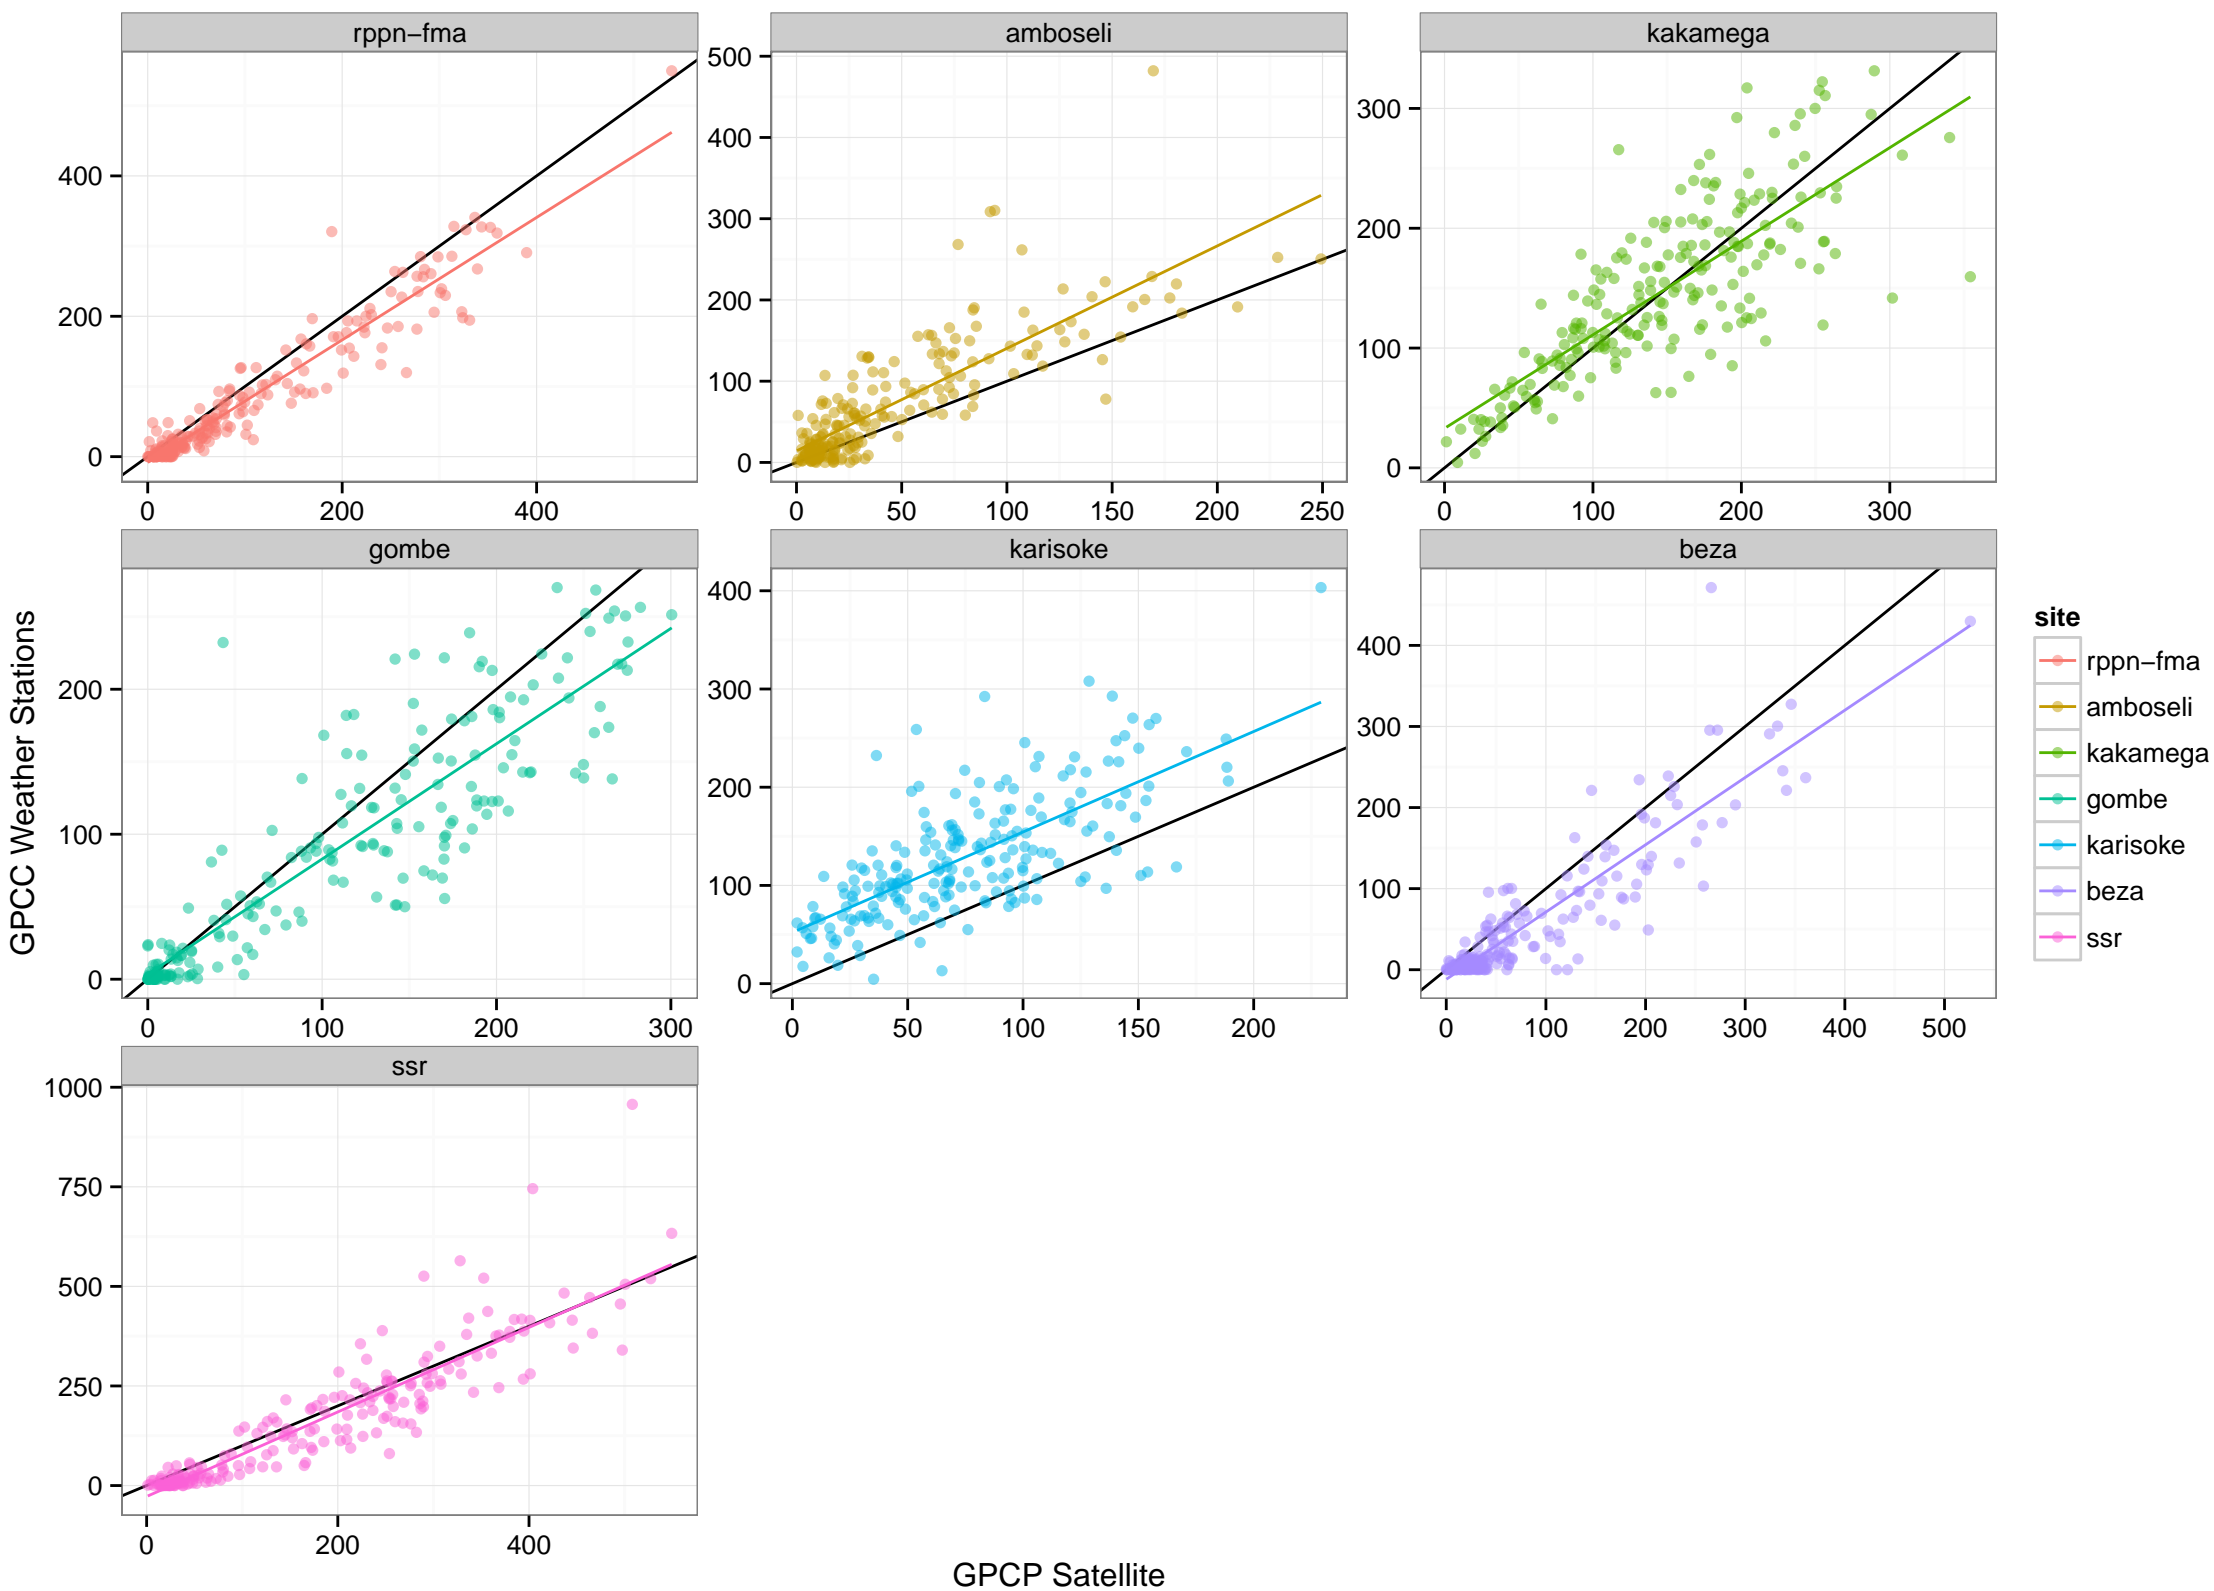 rppn−fma
amboseli
kakamega
400
200
0
0 200 400
500
400
300
200
100
0
0 50 100 150 200 250
300
200
100
0
0 100 200 300
gombe
karisoke
beza
200
100
0
0 100 200 300
400
300
200
100
0
0 50 100 150 200
400
300
200
100
0
0 100 200 300 400 500
ssr
1000
750
500
250
0
0 200 400
GPCC Weather Stations
GPCP Satellite
site
rppn−fma
amboseli
kakamega
gombe
karisoke
beza
ssr